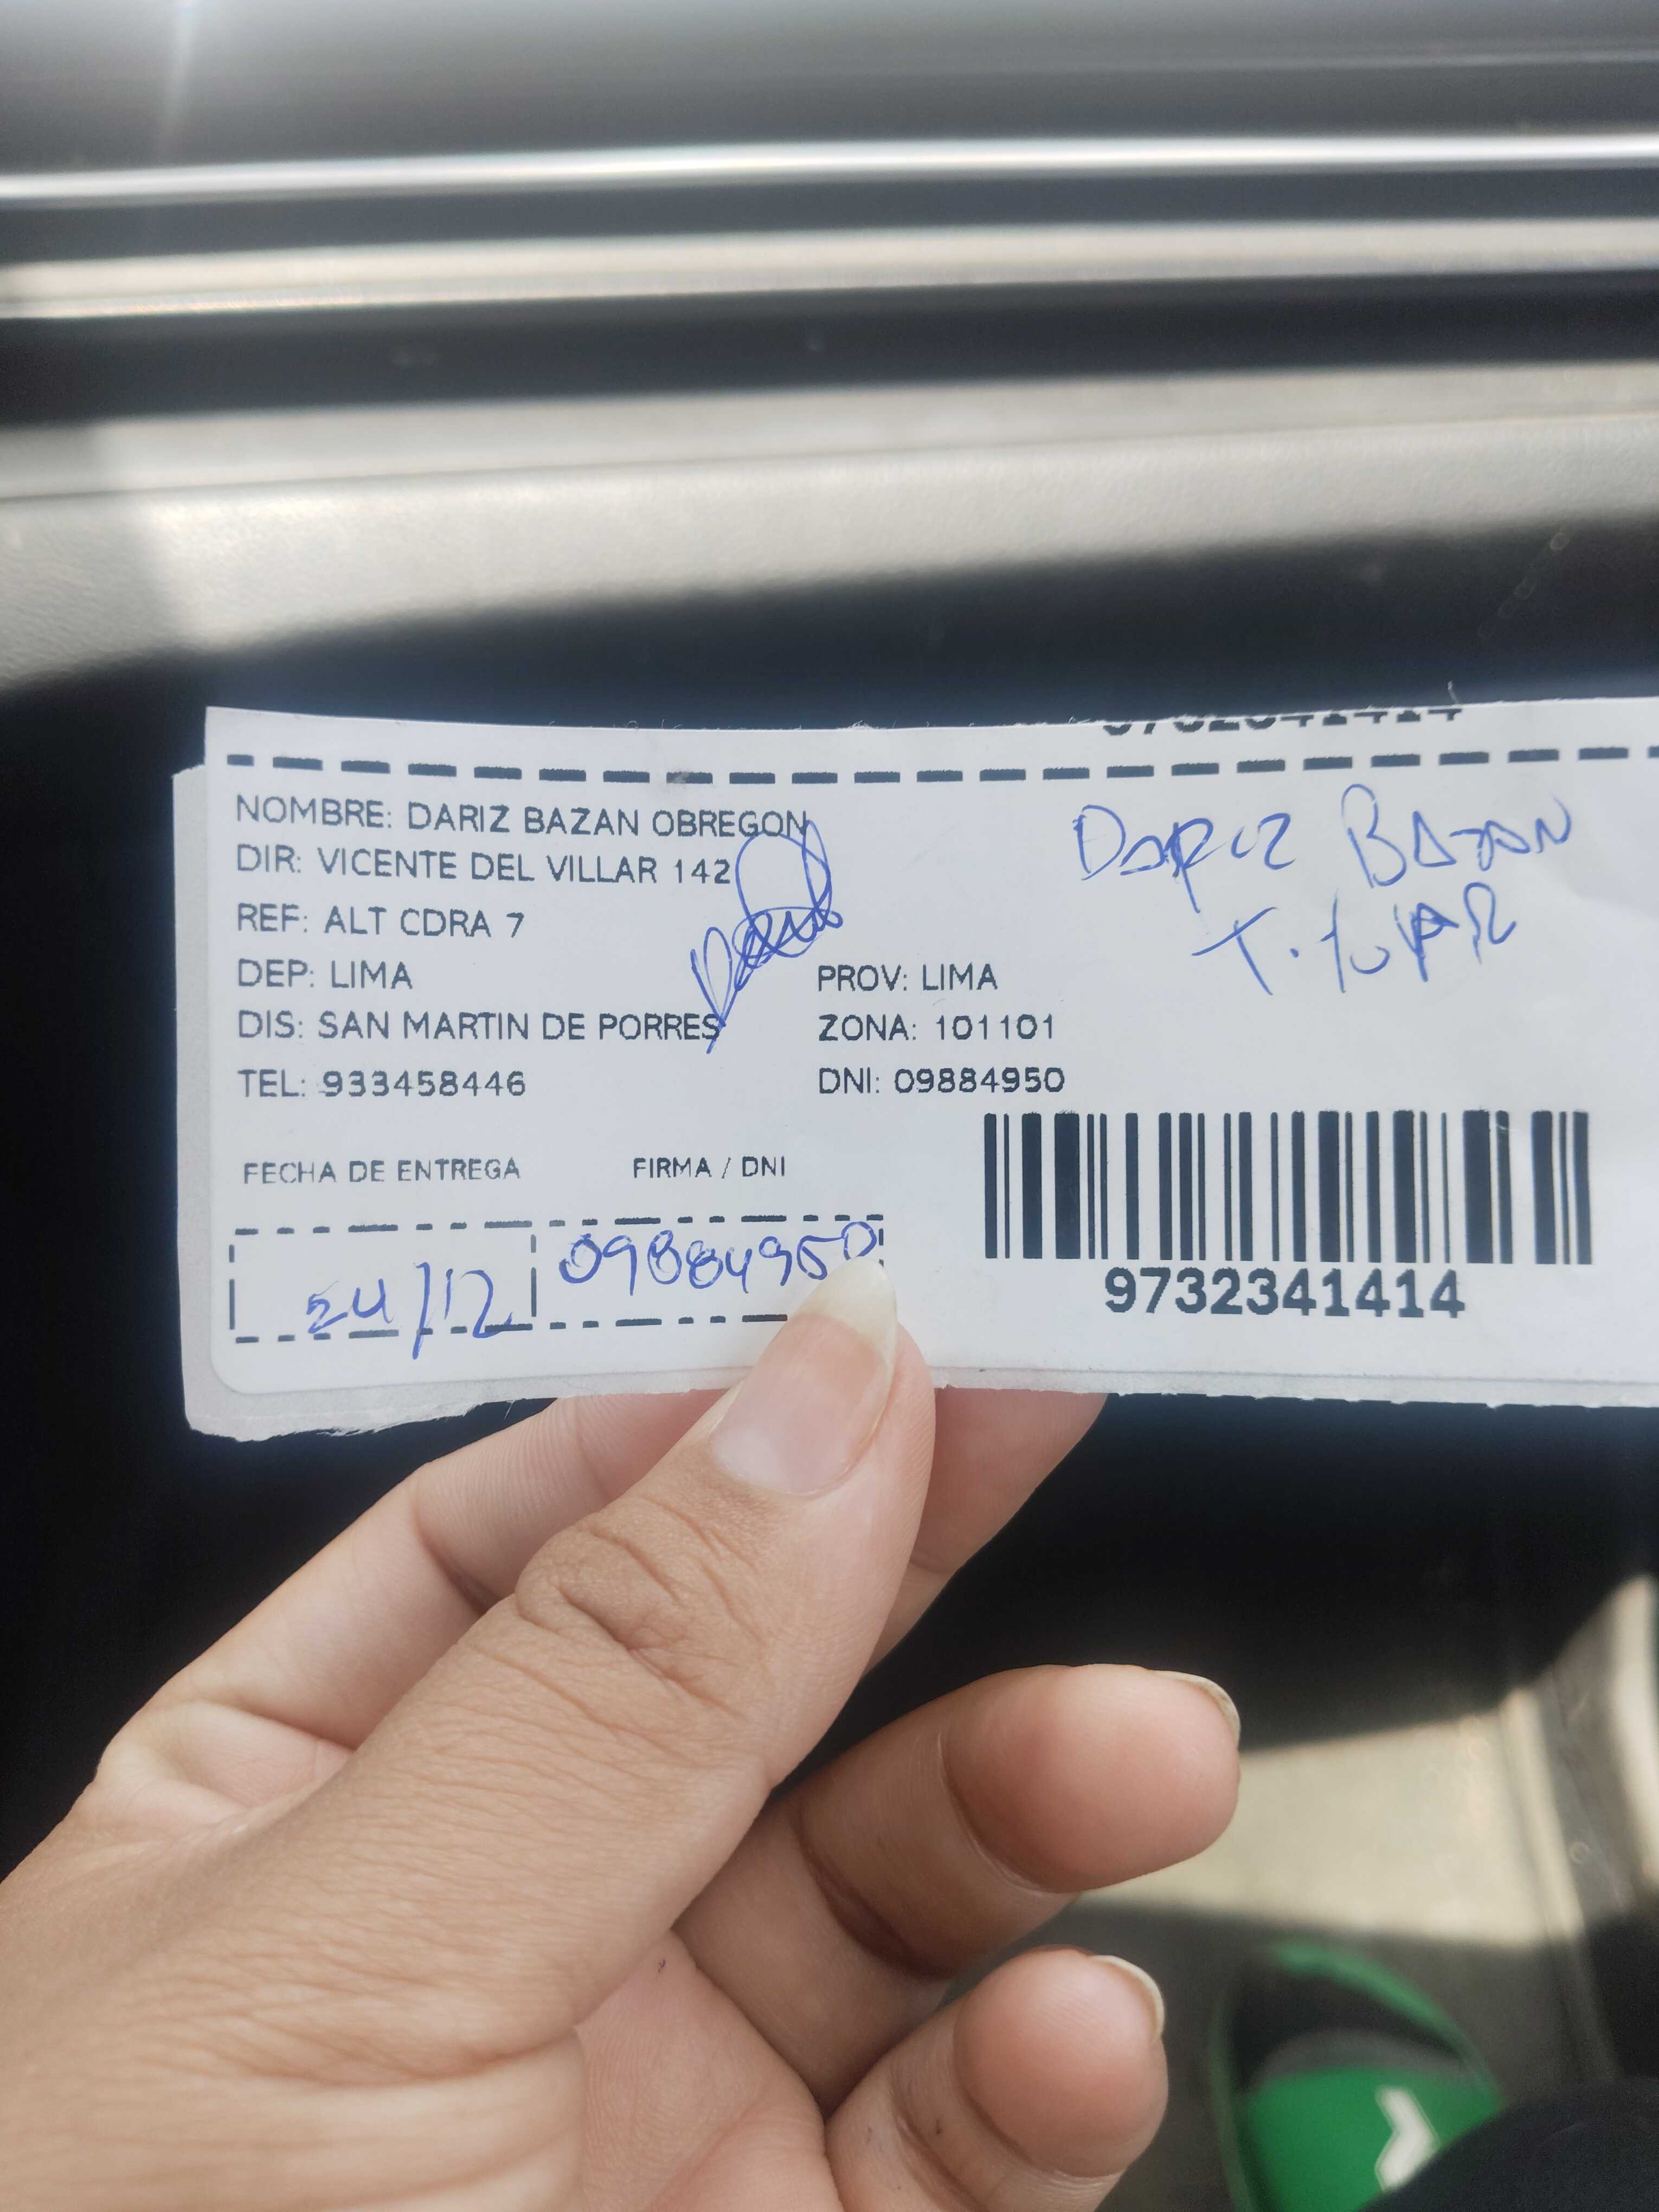 9732341414
NOMBRE: DARIZ BAZAN OBREGON
DIR: VICENTE DEL VILLAR 142
REF: ALT CDRA 7
DEP: LIMA
PROV: LIMA
DIS: SAN MARTIN DE PORRES
ZONA: 101101
TEL: 933458446
DNI: 09884950
Dariz Bazan
Titular
FECHA DE ENTREGA
FIRMA / DNI
24/12
09884950
9732341414